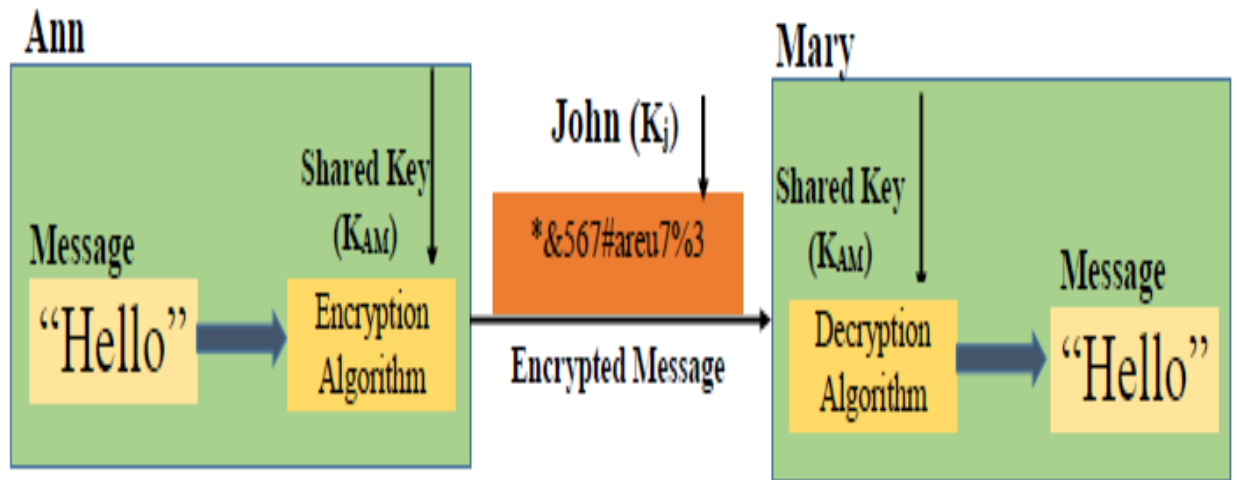 Ann
Shared Key
(KAM)
Message
“Hello”
Encryption
Algorithm
John (Kj)
*&567#areu7%3
Encrypted Message
Mary
Shared Key
(KAM)
Decryption
Algorithm
Message
“Hello”